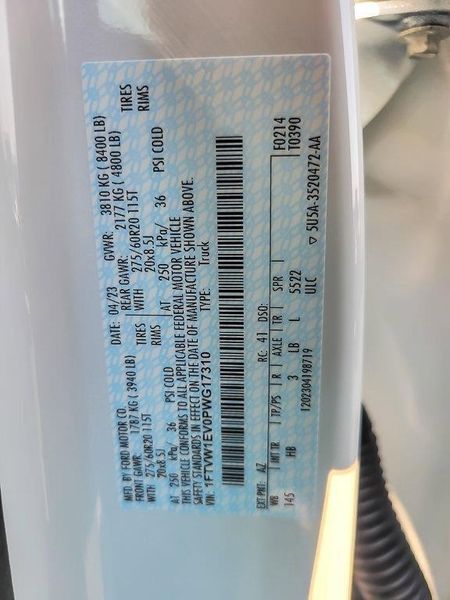 MFD. BY FORD MOTOR CO.
DATE: 04/23 GVWR: 3810 KG ( 8400 LB)
FRONT GAWR: 1787 KG (3940 LB) REAR GAWR: 2177 KG ( 4800 LB)
WITH 275/60R20 115T TIRES WITH 275/60R20 115T TIRES
20x8.5J RIMS 20x8.5J RIMS
AT 250 kPa/ 36 PSI COLD AT 250 kPa/ 36 PSI COLD
THIS VEHICLE CONFORMS TO ALL APPLICABLE FEDERAL MOTOR VEHICLE
SAFETY STANDARDS IN EFFECT ON THE DATE OF MANUFACTURE SHOWN ABOVE.
VIN: 1FTVW1EV0PWG17310 TYPE: Truck
F0214
T0390
EXT PNT: AZ RC: 41 DSO:
WB INT TR TP/PS R AXLE TR SPR
145 HB 3 LB L 5522
ULC
1202304198719 5U5A-3520472-AA